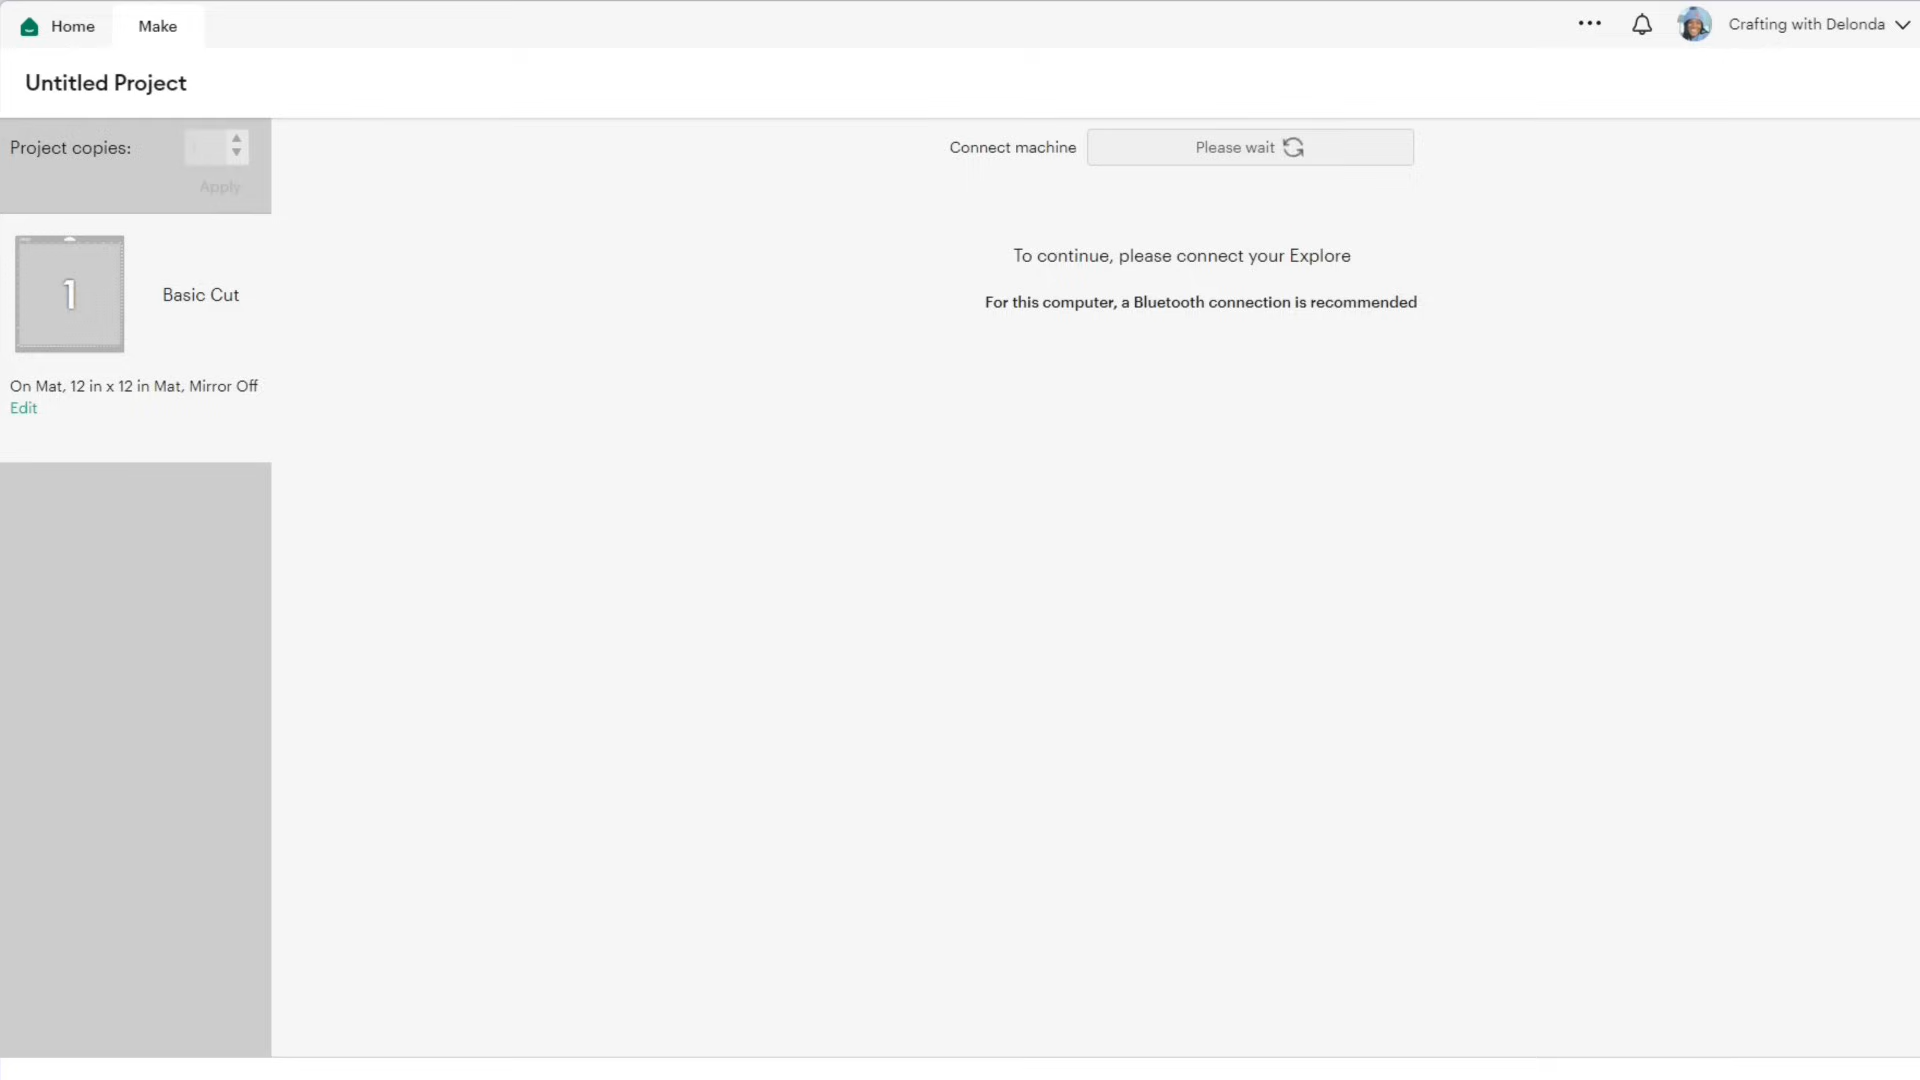 Home
Make
Crafting with Delonda
Untitled Project
Project copies:
Apply
Connect machine
Please wait
1
Basic Cut
To continue, please connect your Explore
For this computer, a Bluetooth connection is recommended
On Mat, 12 in x 12 in Mat, Mirror Off
Edit